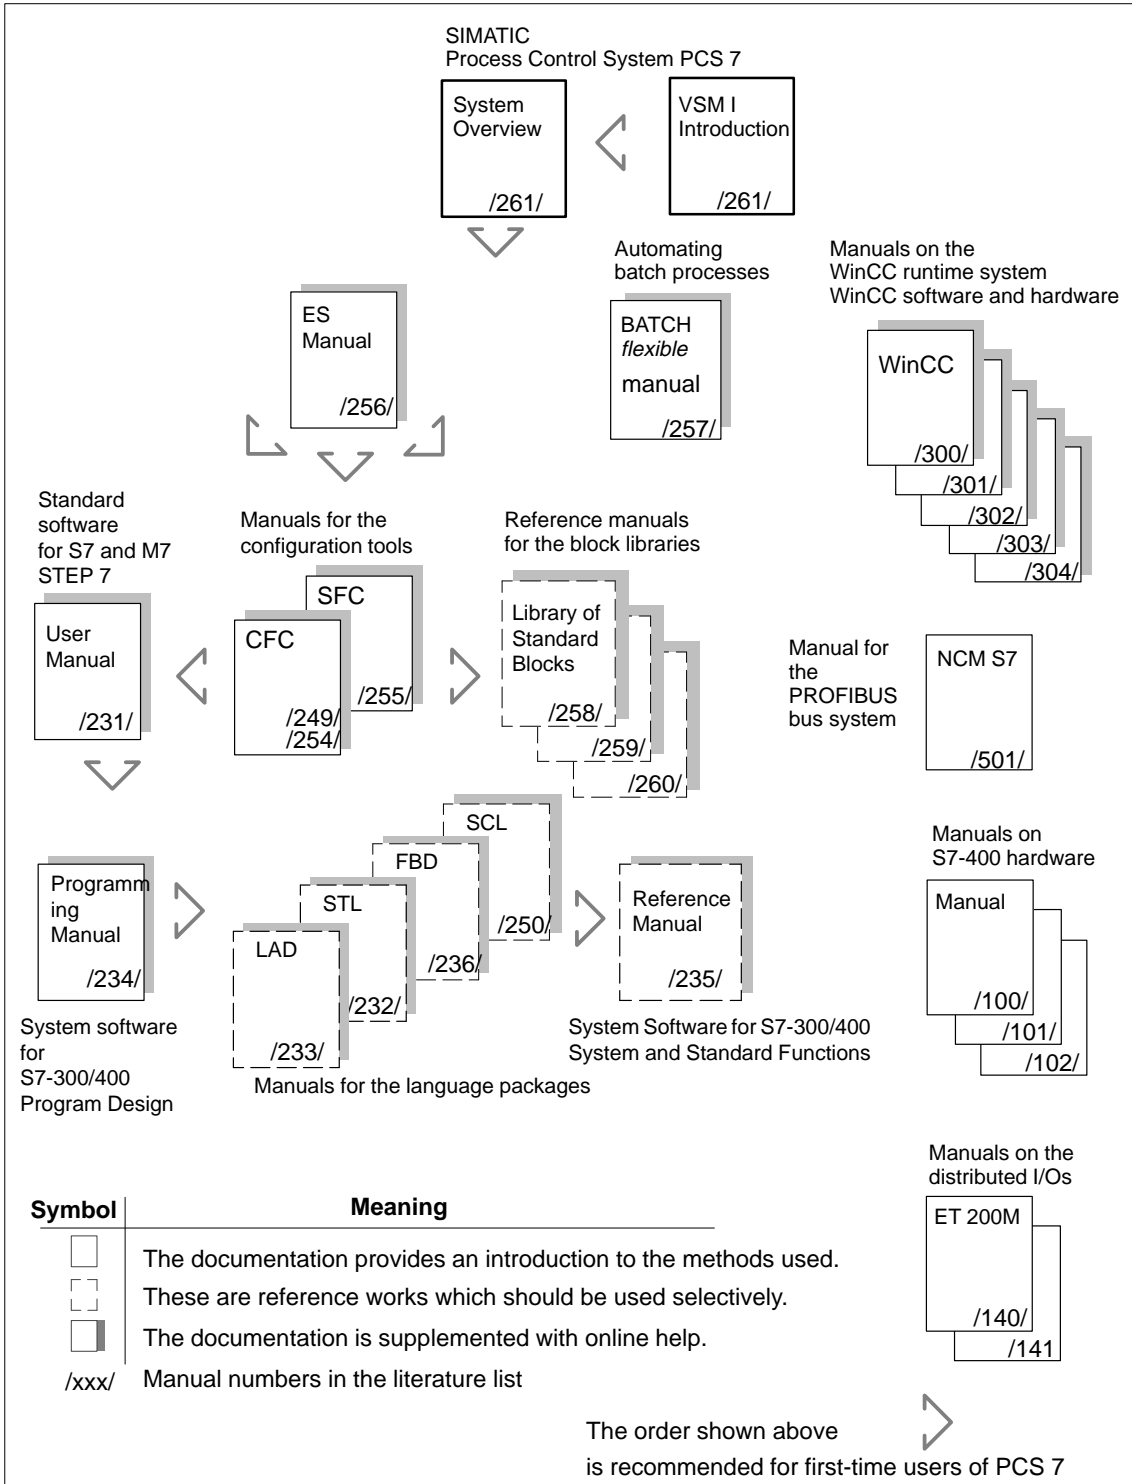 SIMATIC
Process Control System PCS 7
System
Overview
/261/
VSM I
Introduction
/261/
Automating
batch processes
BATCH
flexible
manual
/257/
Manuals on the
WinCC runtime system
WinCC software and hardware
WinCC
/300/
/301/
/302/
/303/
/304/
ES
Manual
/256/
Standard
software
for S7 and M7
STEP 7
User
Manual
/231/
Manuals for the
configuration tools
SFC
/255/
CFC
/249/
/254/
Reference manuals
for the block libraries
Library of
Standard
Blocks
/258/
/259/
/260/
Manual for
the
PROFIBUS
bus system
NCM S7
/501/
Programm
ing
Manual
/234/
System software
for
S7-300/400
Program Design
SCL
/250/
FBD
/236/
STL
/232/
LAD
/233/
Manuals for the language packages
Reference
Manual
/235/
System Software for S7-300/400
System and Standard Functions
Manuals on
S7-400 hardware
Manual
/100/
/101/
/102/
Manuals on the
distributed I/Os
ET 200M
/140/
/141
Symbol Meaning
The documentation provides an introduction to the methods used.
These are reference works which should be used selectively.
The documentation is supplemented with online help.
/xxx/ Manual numbers in the literature list
The order shown above
is recommended for first-time users of PCS 7